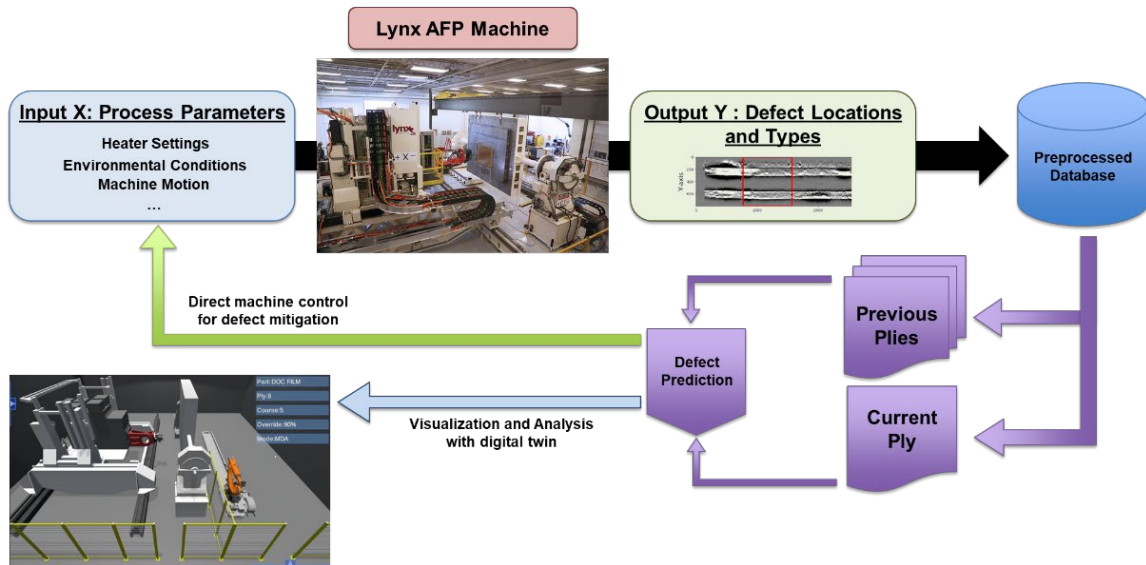 Lynx AFP Machine
Input X: Process Parameters
Heater Settings
Environmental Conditions
Machine Motion
...
lynx
X
Output Y : Defect Locations
and Types
Y-axis
Preprocessed
Database
Direct machine control
for defect mitigation
Previous
Plies
Defect
Prediction
Current
Ply
Visualization and Analysis
with digital twin
Part:DOC FILM
Ply:8
Course:5
Override:90%
Mode:MDA